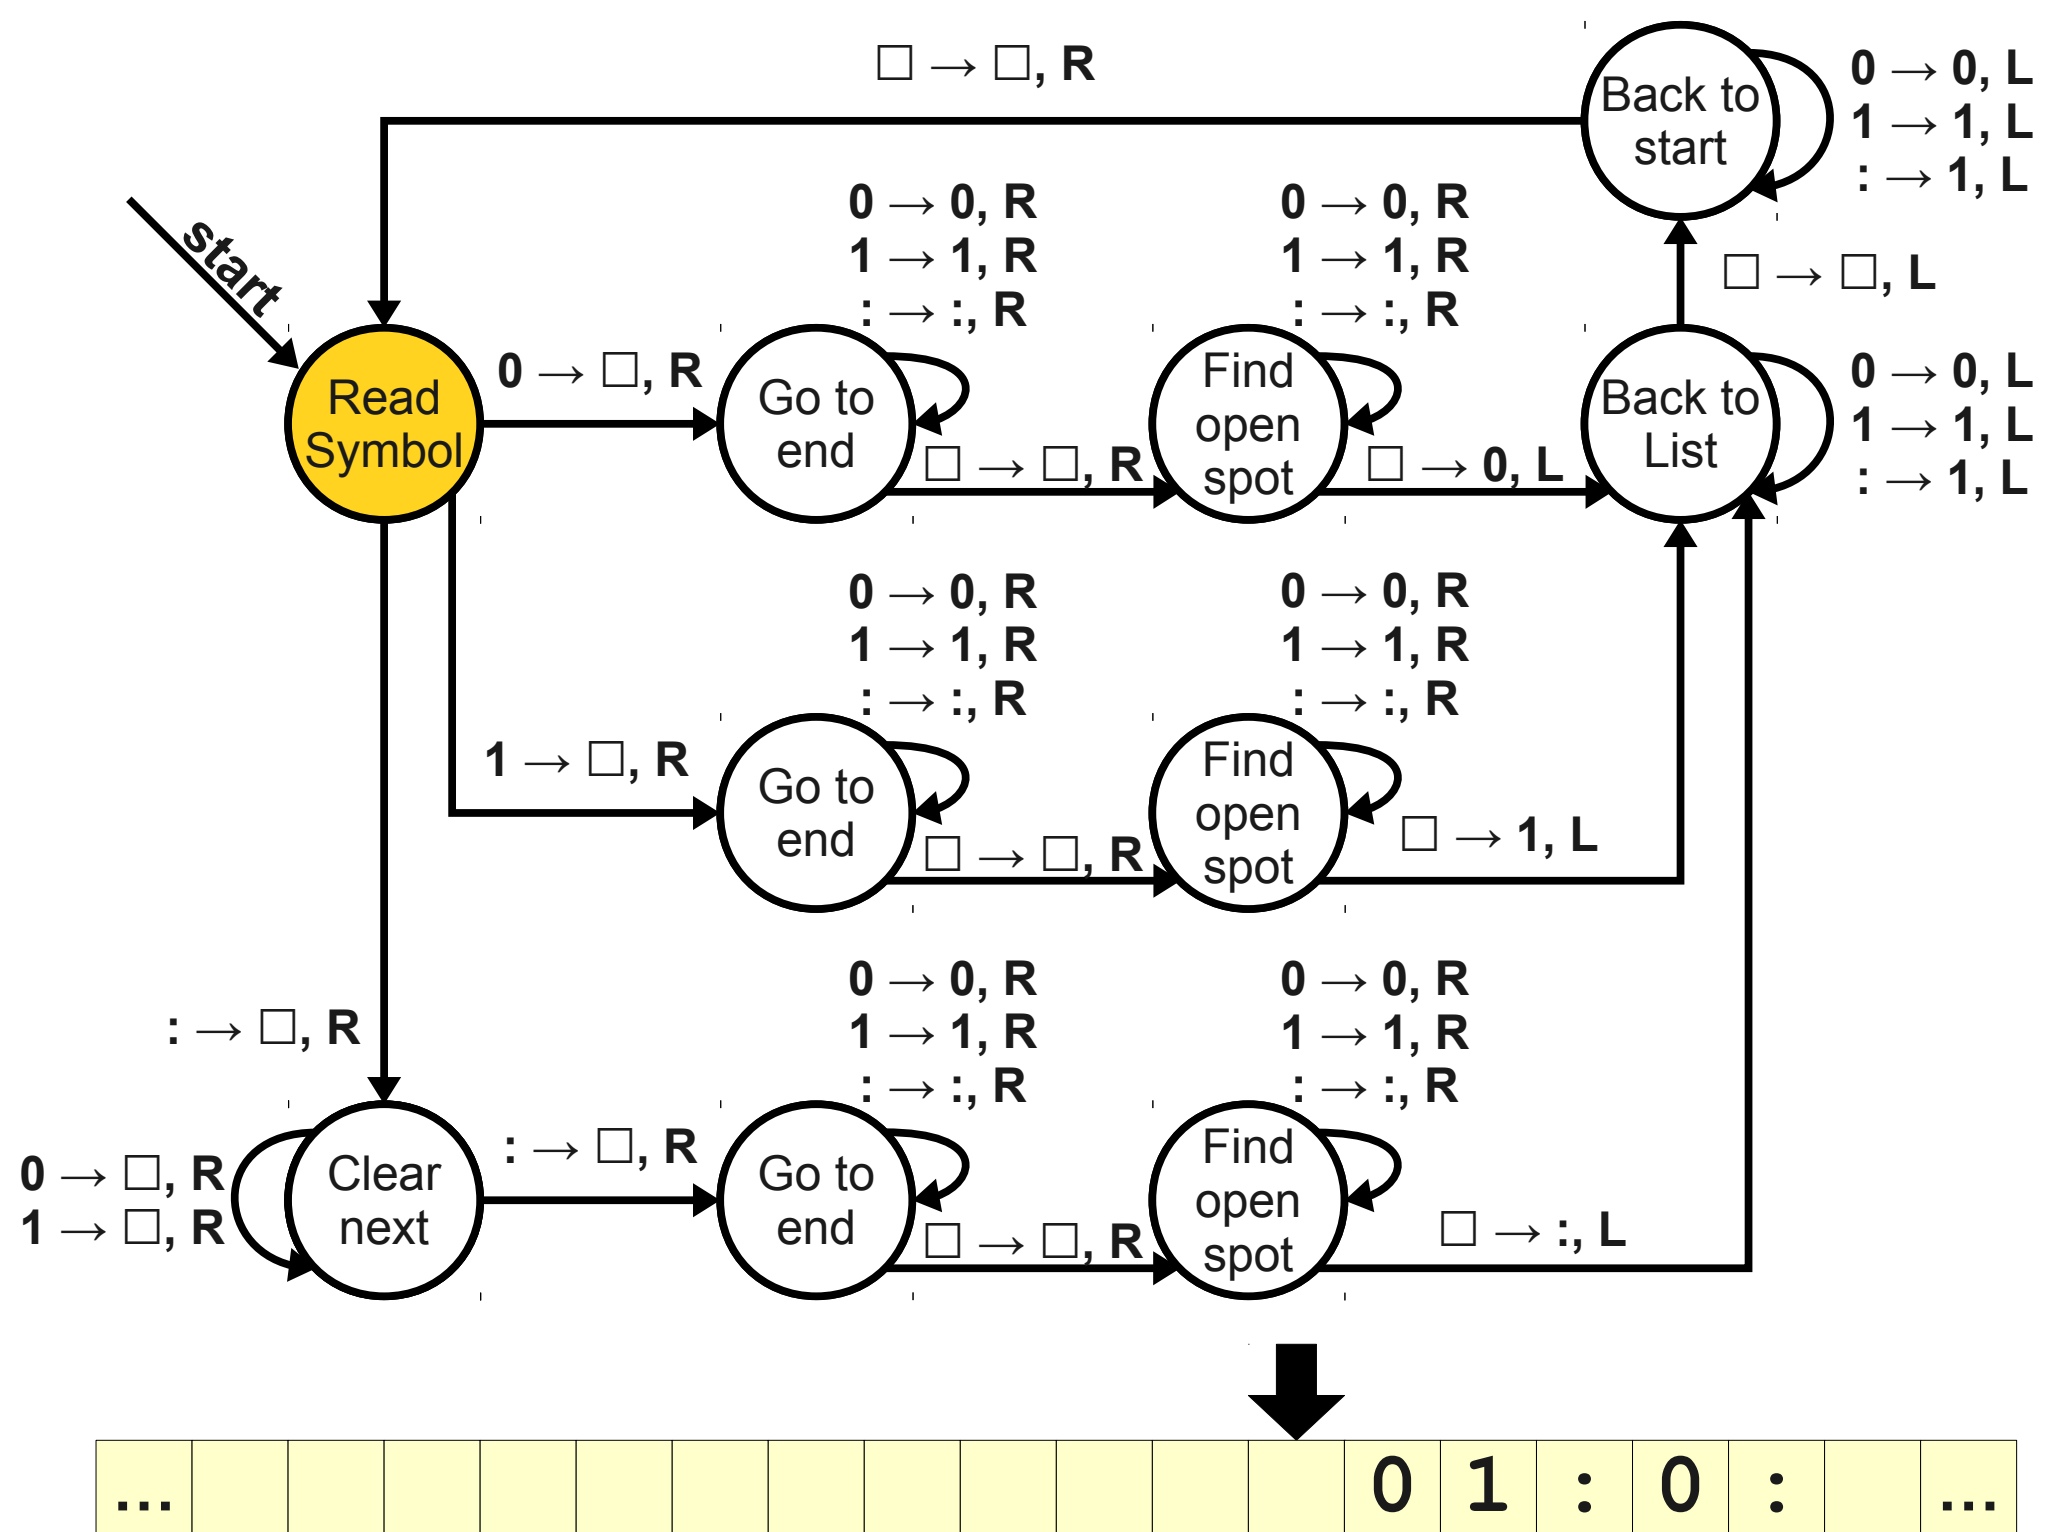 □ → □, R
Back to
start
0 → 0, L
1 → 1, L
: → 1, L
start
0 → 0, R
1 → 1, R
: → :, R
0 → 0, R
1 → 1, R
: → :, R
□ → □, L
Read
Symbol
0 → □, R
Go to
end
□ → □, R
Find
open
spot
□ → 0, L
Back to
List
0 → 0, L
1 → 1, L
: → 1, L
0 → 0, R
1 → 1, R
: → :, R
0 → 0, R
1 → 1, R
: → :, R
1 → □, R
Go to
end
□ → □, R
Find
open
spot
□ → 1, L
0 → 0, R
1 → 1, R
: → :, R
0 → 0, R
1 → 1, R
: → :, R
: → □, R
0 → □, R
1 → □, R
Clear
next
: → □, R
Go to
end
□ → □, R
Find
open
spot
□ → :, L
... 0 1 : 0 : ...